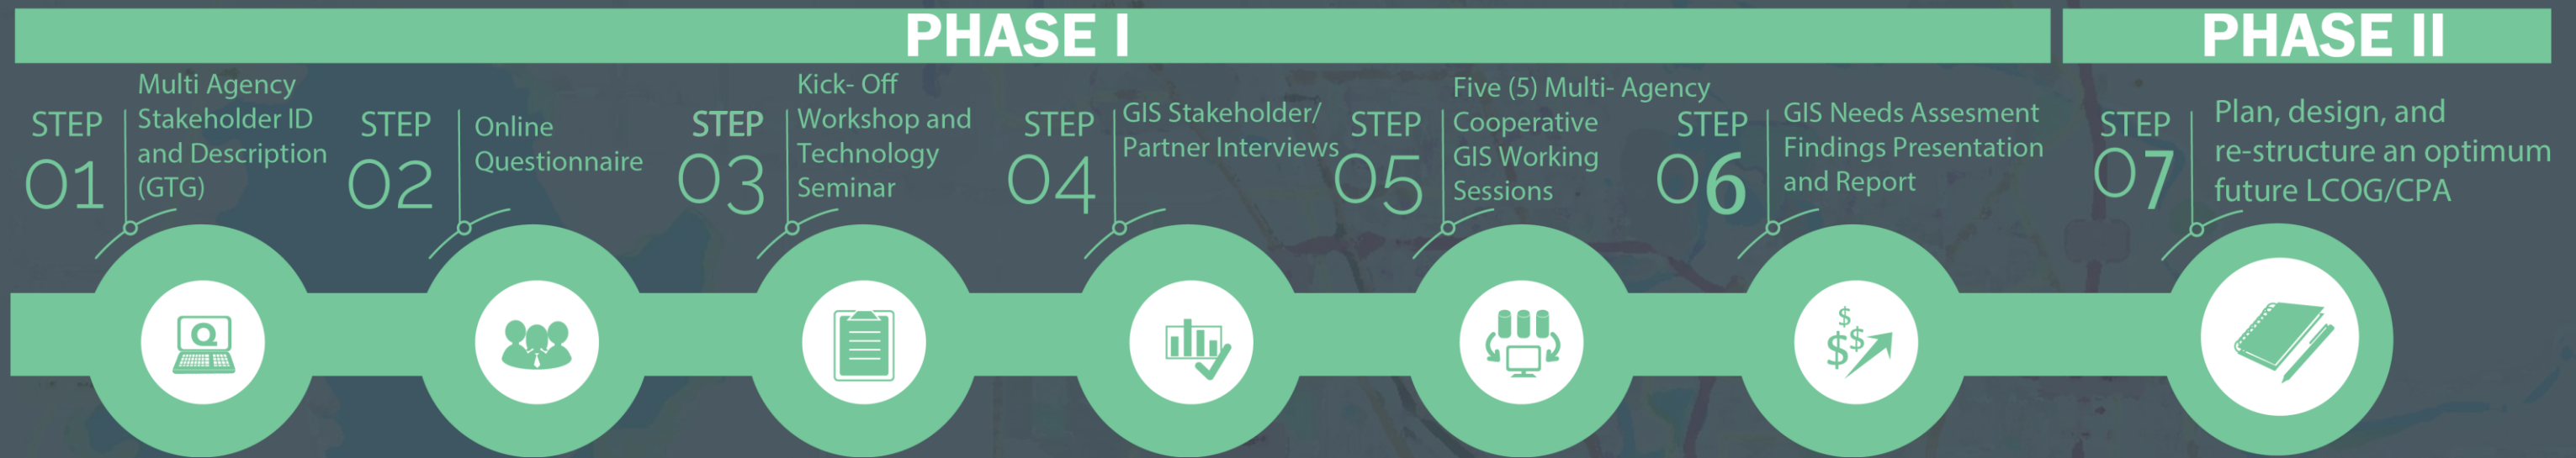 PHASE I
PHASE II
STEP
01
Multi Agency
Stakeholder ID
and Description
(GTG)
STEP
02
Online
Questionnaire
STEP
03
Kick- Off
Workshop and
Technology
Seminar
STEP
04
GIS Stakeholder/
Partner Interviews
STEP
05
Five (5) Multi- Agency
Cooperative
GIS Working
Sessions
STEP
06
GIS Needs Assesment
Findings Presentation
and Report
STEP
07
Plan, design, and
re-structure an optimum
future LCOG/CPA
Q
$
$$